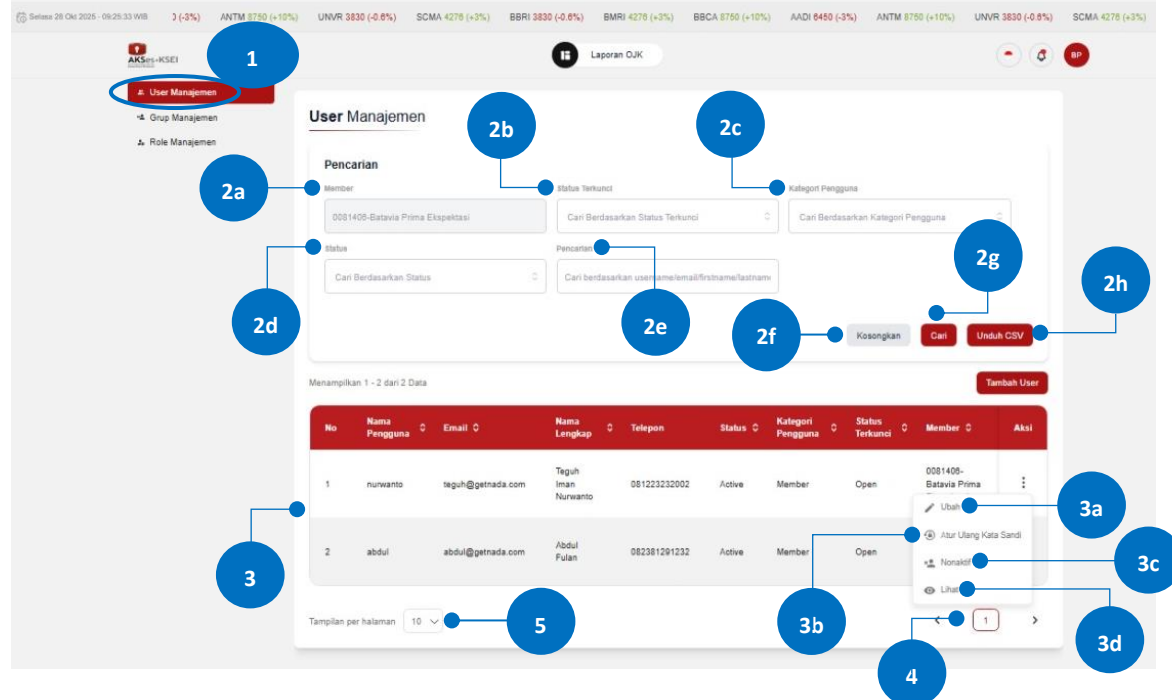 Selasa 28 Okt 2025 - 09:25:33 WIB
(-3%) ANTM 8750 (+10%) UNVR 3830 (-0.6%) SCMA 4276 (+3%) BBRI 3830 (-0.6%) BMRI 4276 (+3%) BBCA 8750 (+10%) AADI 6450 (-3%) ANTM 8750 (+10%) UNVR 3830 (-0.6%) SCMA 4276 (+3%)
AKSes-KSEI
1
Laporan OJK
BP
User Manajemen
Grup Manajemen
Role Manajemen
User Manajemen
2b
2c
Pencarian
2a
Member
Status Terkunci
Kategori Pengguna
0081406-Batavia Prima Ekspektasi
Cari Berdasarkan Status Terkunci
Cari Berdasarkan Kategori Pengguna
Status
Pencarian
2g
Cari Berdasarkan Status
Cari berdasarkan username/email/firstname/lastname
2h
2d
2e
2f
Kosongkan
Cari
Unduh CSV
Menampilkan 1 - 2 dari 2 Data
Tambah User
No
Nama
Pengguna
Email
Nama
Lengkap
Telepon
Status
Kategori
Pengguna
Status
Terkunci
Member
Aksi
1
nurwanto
teguh@getnada.com
Teguh
Iman
Nurwanto
081223232002
Active
Member
Open
0081406-
Batavia Prima
Ubah
3a
Atur Ulang Kata Sandi
2
abdul
abdul@getnada.com
Abdul
Fulan
082381291232
Active
Member
Open
Nonaktif
3c
3
Lihat
Tampilan per halaman
10
5
3b
1
3d
4